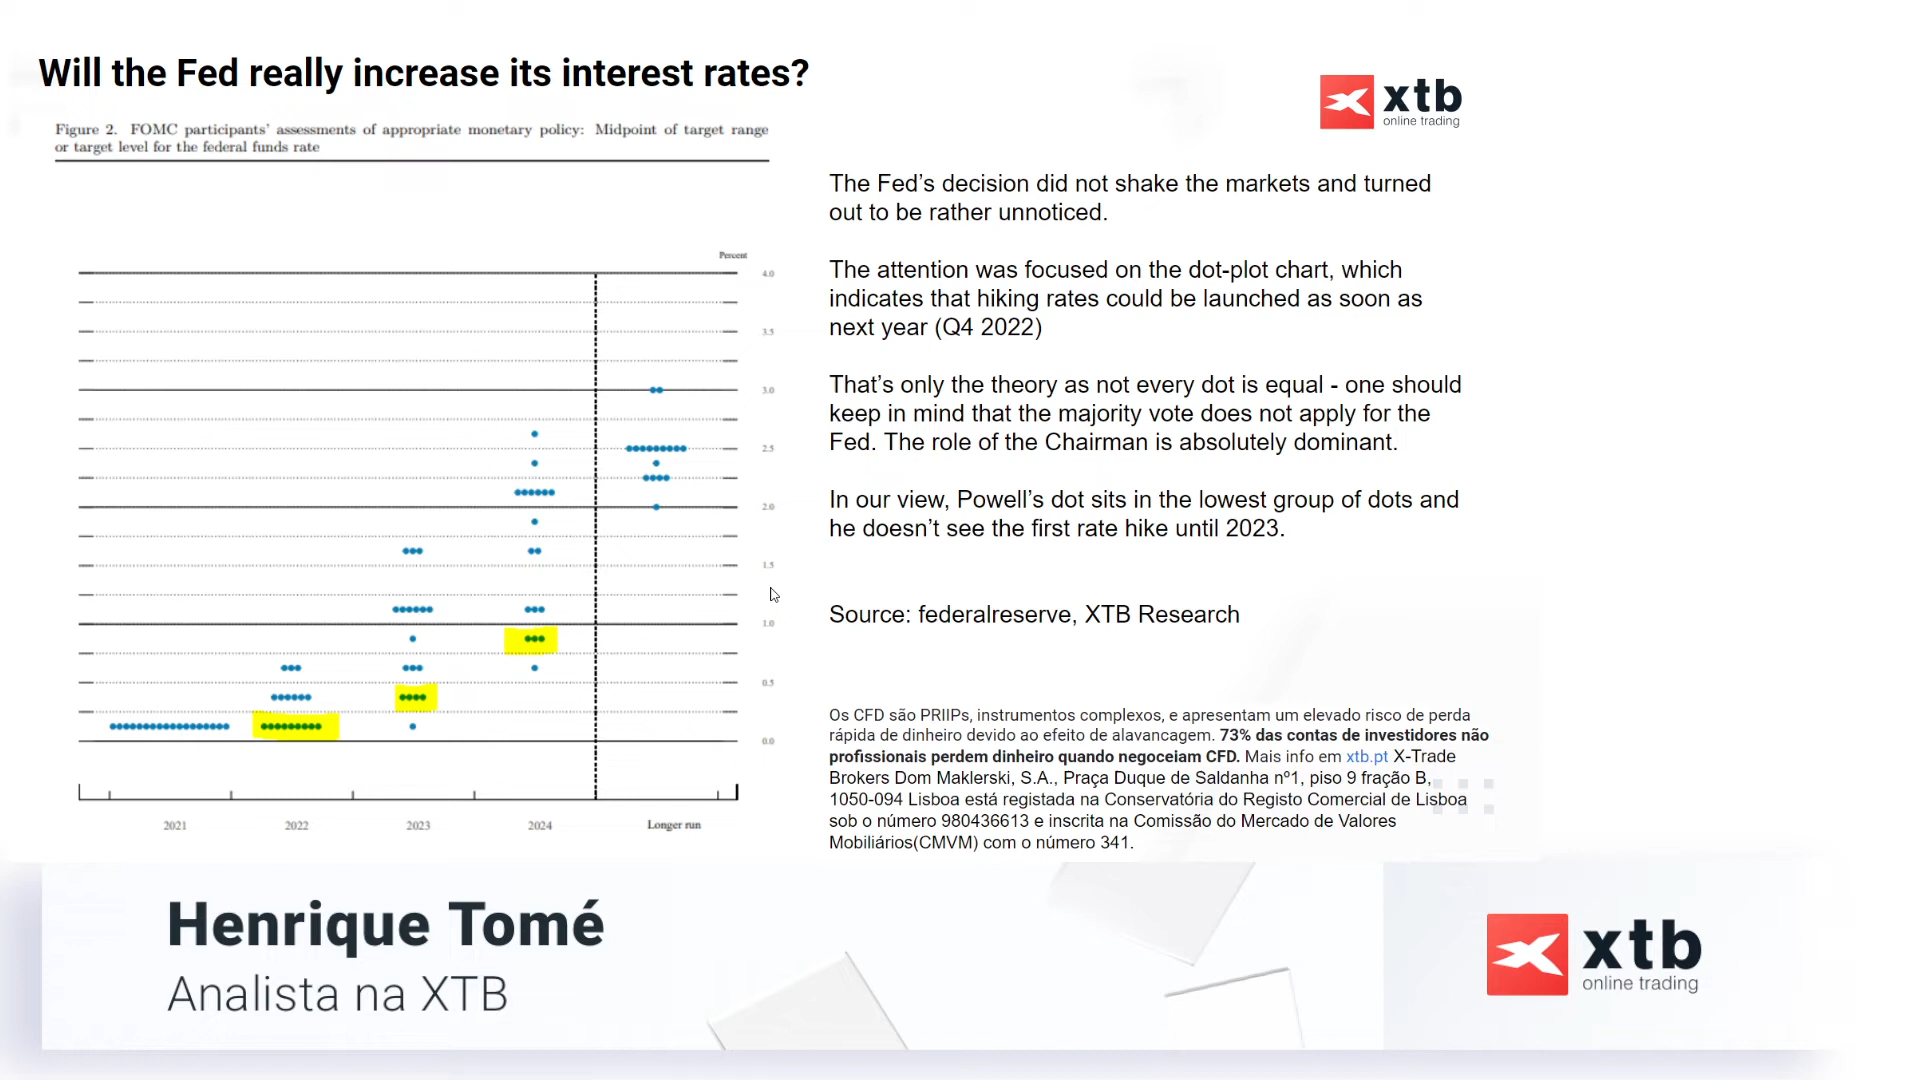 Will the Fed really increase its interest rates?
xtb
online trading
Figure 2. FOMC participants' assessments of appropriate monetary policy: Midpoint of target range
or target level for the federal funds rate
The Fed’s decision did not shake the markets and turned
out to be rather unnoticed.
The attention was focused on the dot-plot chart, which
indicates that hiking rates could be launched as soon as
next year (Q4 2022)
That’s only the theory as not every dot is equal - one should
keep in mind that the majority vote does not apply for the
Fed. The role of the Chairman is absolutely dominant.
In our view, Powell’s dot sits in the lowest group of dots and
he doesn’t see the first rate hike until 2023.
Source: federalreserve, XTB Research
Percent
4.0
3.5
3.0
2.5
2.0
1.5
1.0
0.5
0.0
2021
2022
2023
2024
Longer run
Os CFD são PRIIPs, instrumentos complexos, e apresentam um elevado risco de perda
rápida de dinheiro devido ao efeito de alavancagem. 73% das contas de investidores não
profissionais perdem dinheiro quando negoceiam CFD. Mais info em xtb.pt X-Trade
Brokers Dom Maklerski, S.A., Praça Duque de Saldanha nº1, piso 9 fração B,
1050-094 Lisboa está registada na Conservatória do Registo Comercial de Lisboa
sob o número 980436613 e inscrita na Comissão do Mercado de Valores
Mobiliários(CMVM) com o número 341.
Henrique Tomé
Analista na XTB
xtb
online trading